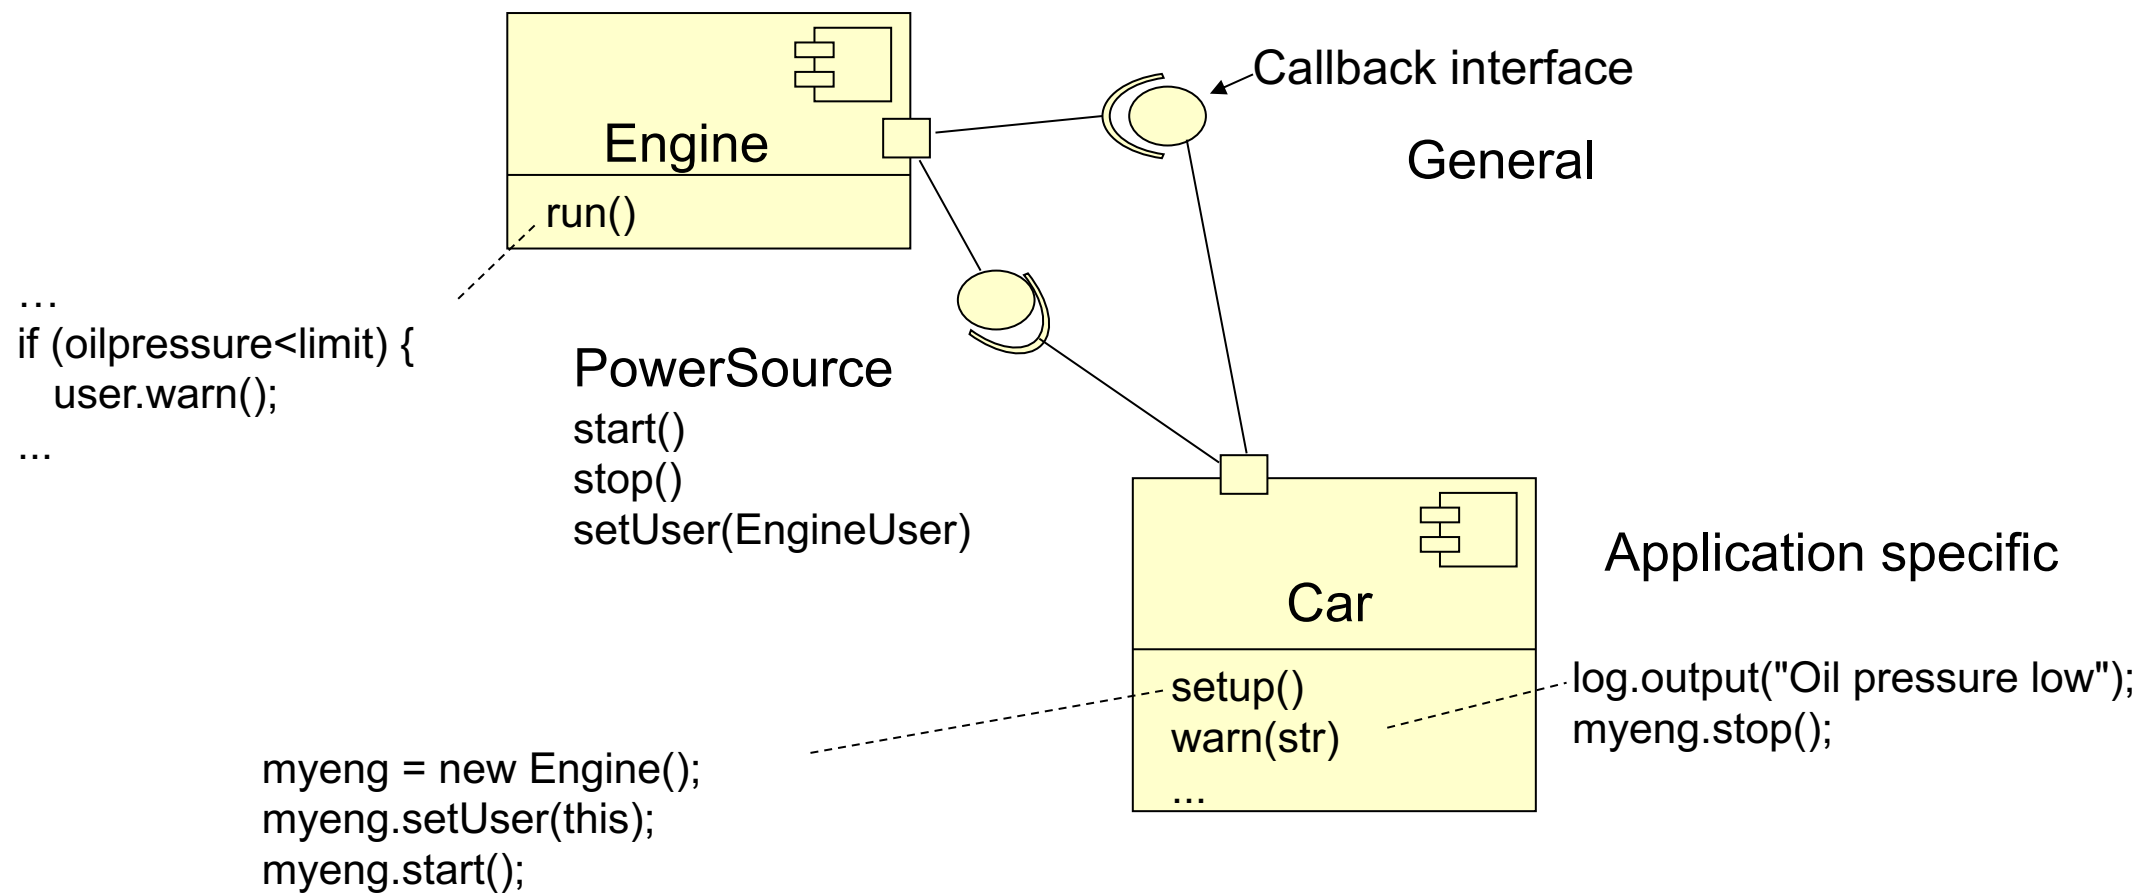 Callback interface
Engine
General
run()
…
if (oilpressure<limit) {
user.warn();
...
PowerSource
start()
stop()
setUser(EngineUser)
Application specific
Car
setup()
warn(str)
...
log.output("Oil pressure low");
myeng.stop();
myeng = new Engine();
myeng.setUser(this);
myeng.start();